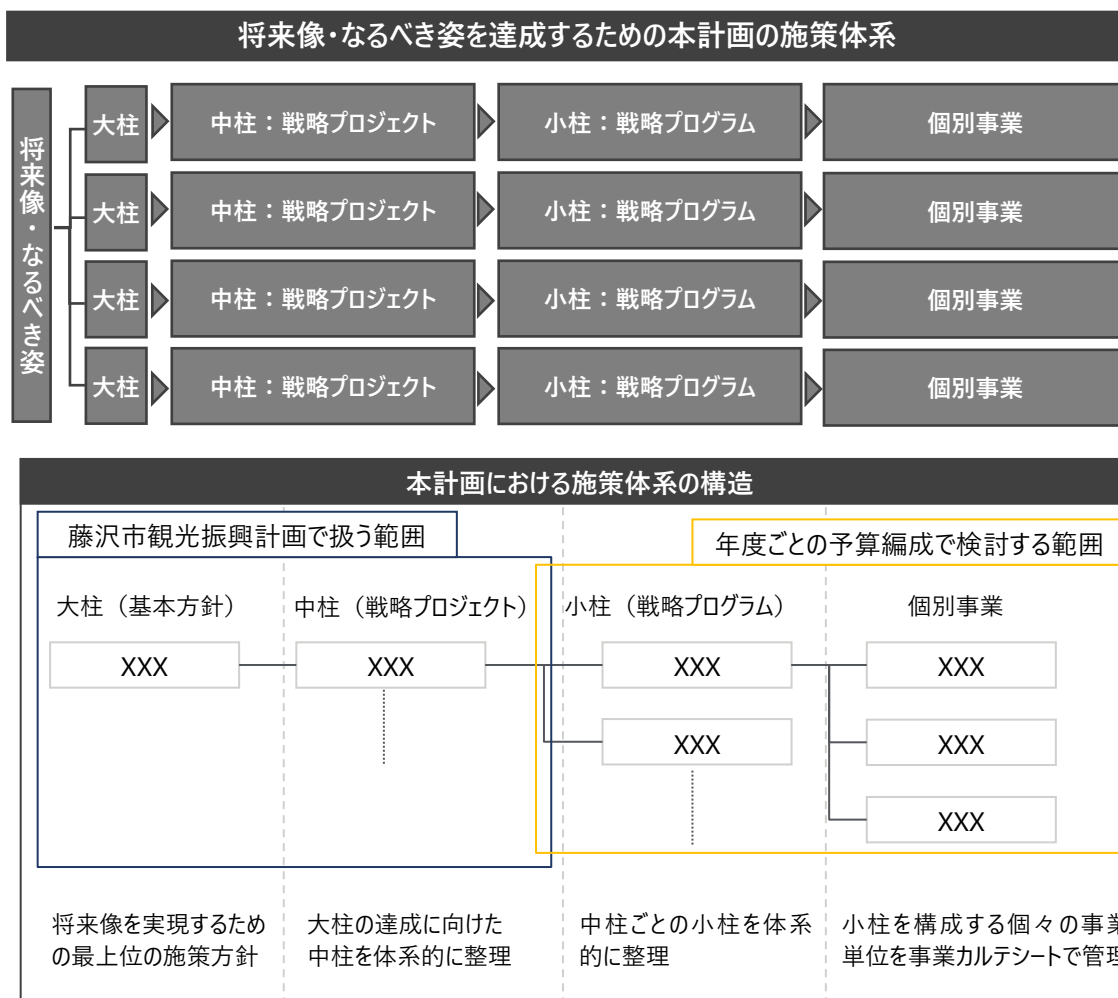 将来像・なるべき姿を達成するための本計画の施策体系
将来像・なるべき姿
大柱
中柱：戦略プロジェクト
小柱：戦略プログラム
個別事業
大柱
中柱：戦略プロジェクト
小柱：戦略プログラム
個別事業
大柱
中柱：戦略プロジェクト
小柱：戦略プログラム
個別事業
大柱
中柱：戦略プロジェクト
小柱：戦略プログラム
個別事業
本計画における施策体系の構造
藤沢市観光振興計画で扱う範囲
年度ごとの予算編成で検討する範囲
大柱（基本方針）
中柱（戦略プロジェクト）
小柱（戦略プログラム）
個別事業
XXX
XXX
XXX
XXX
XXX
XXX
XXX
将来像を実現するため
の最上位の施策方針
大柱の達成に向けた
中柱を体系的に整理
中柱ごとの小柱を体系
的に整理
小柱を構成する個々の事業
単位を事業カルテシートで管理